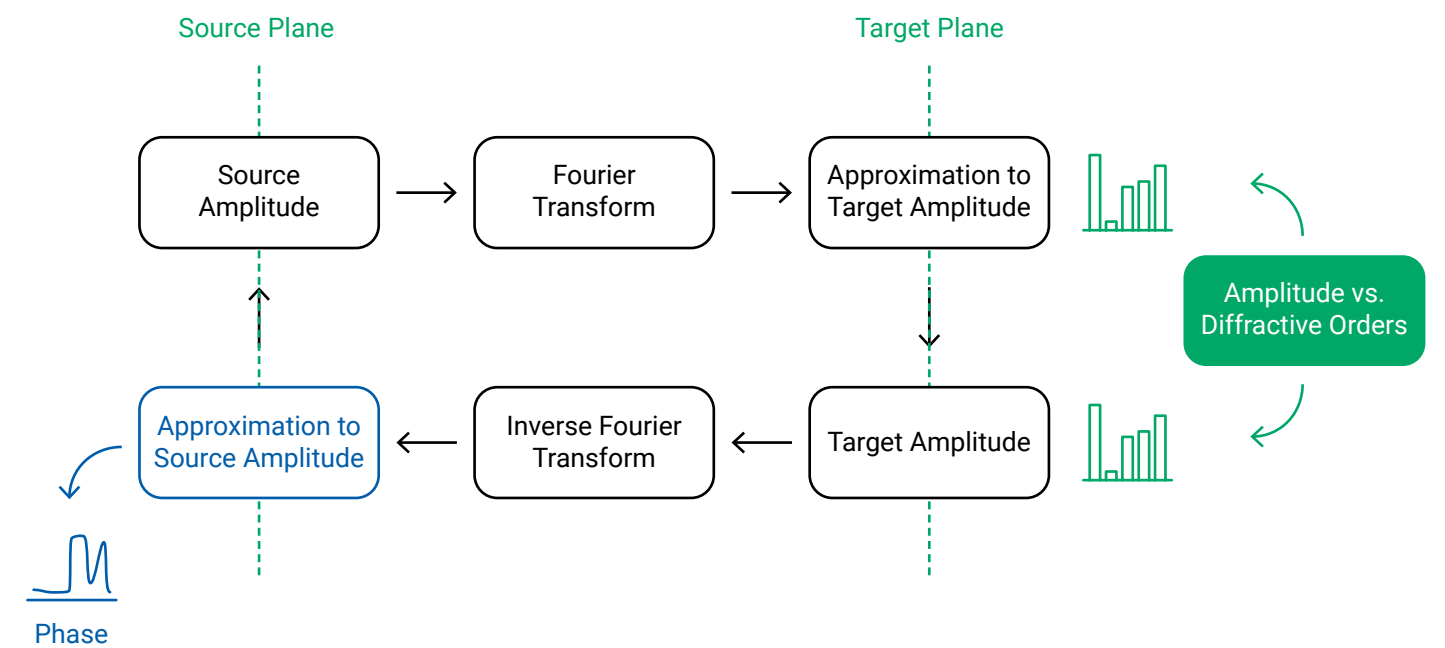 Source Plane
Target Plane
Source
Amplitude
Fourier
Transform
Approximation to
Target Amplitude
Amplitude vs.
Diffractive Orders
Approximation to
Source Amplitude
Inverse Fourier
Transform
Target Amplitude
Phase